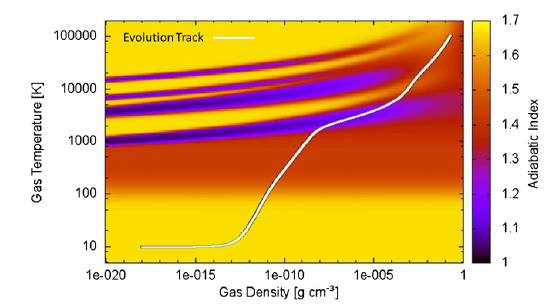 1.7
100000
Evolution Track
1.6
10000
1.5
1000
1.4
1.3
100
1.2
10
1.1
1
1e-020
1e-015
1e-010
1e-005
1
Gas Temperature [K]
Gas Density [g cm-3]
Adiabatic Index